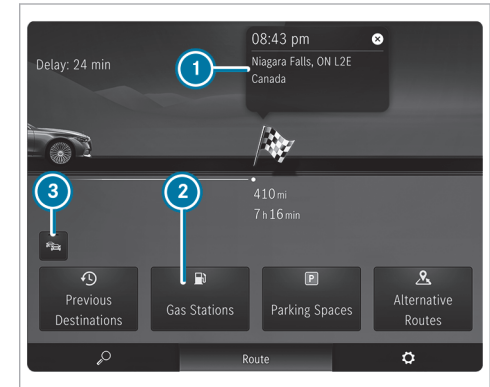 08:43 pm
Delay: 24 min
Niagara Falls, ON L2E
Canada
1
3
2
410 mi
7 h 16 min
P
Previous
Destinations
Gas Stations
Parking Spaces
Alternative
Routes
Route